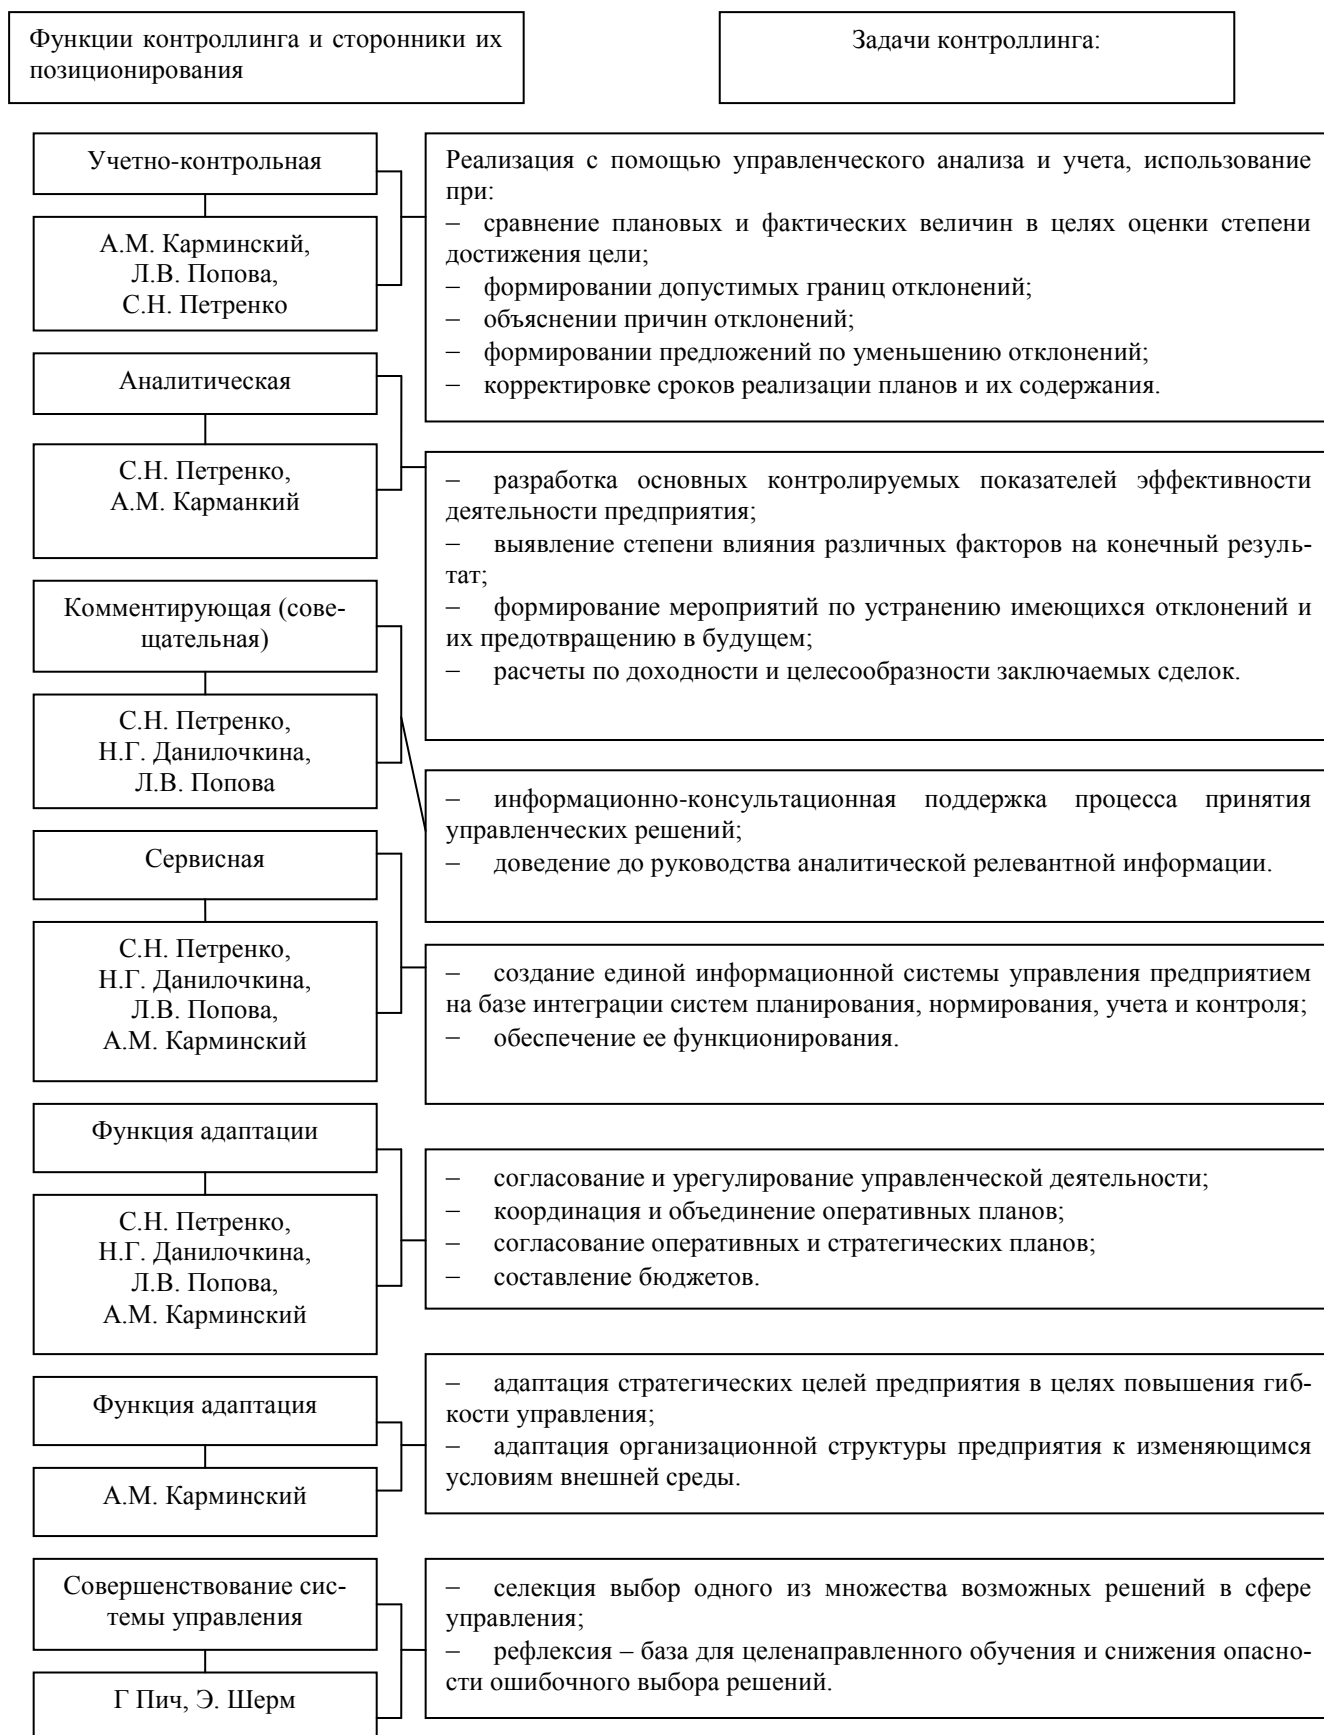 Функции контроллинга и сторонники их
позиционирования
Задачи контроллинга:
Учетно-контрольная
А.М. Карминский,
Л.В. Попова,
С.Н. Петренко
Реализация с помощью управленческого анализа и учета, использование
при:
– сравнение плановых и фактических величин в целях оценки степени
достижения цели;
– формировании допустимых границ отклонений;
– объяснении причин отклонений;
– формировании предложений по уменьшению отклонений;
– корректировке сроков реализации планов и их содержания.
Аналитическая
С.Н. Петренко,
А.М. Карманкий
– разработка основных контролируемых показателей эффективности
деятельности предприятия;
– выявление степени влияния различных факторов на конечный резуль-
тат;
– формирование мероприятий по устранению имеющихся отклонений и
их предотвращению в будущем;
– расчеты по доходности и целесообразности заключаемых сделок.
Комментирующая (сове-
щательная)
С.Н. Петренко,
Н.Г. Данилочкина,
Л.В. Попова
– информационно-консультационная поддержка процесса принятия
управленческих решений;
– доведение до руководства аналитической релевантной информации.
Сервисная
С.Н. Петренко,
Н.Г. Данилочкина,
Л.В. Попова,
А.М. Карминский
– создание единой информационной системы управления предприятием
на базе интеграции систем планирования, нормирования, учета и контроля;
– обеспечение ее функционирования.
Функция адаптации
С.Н. Петренко,
Н.Г. Данилочкина,
Л.В. Попова,
А.М. Карминский
– согласование и урегулирование управленческой деятельности;
– координация и объединение оперативных планов;
– согласование оперативных и стратегических планов;
– составление бюджетов.
Функция адаптация
А.М. Карминский
– адаптация стратегических целей предприятия в целях повышения гиб-
кости управления;
– адаптация организационной структуры предприятия к изменяющимся
условиям внешней среды.
Совершенствование сис-
темы управления
Г Пич, Э. Шерм
– селекция выбор одного из множества возможных решений в сфере
управления;
– рефлексия – база для целенаправленного обучения и снижения опасно-
сти ошибочного выбора решений.